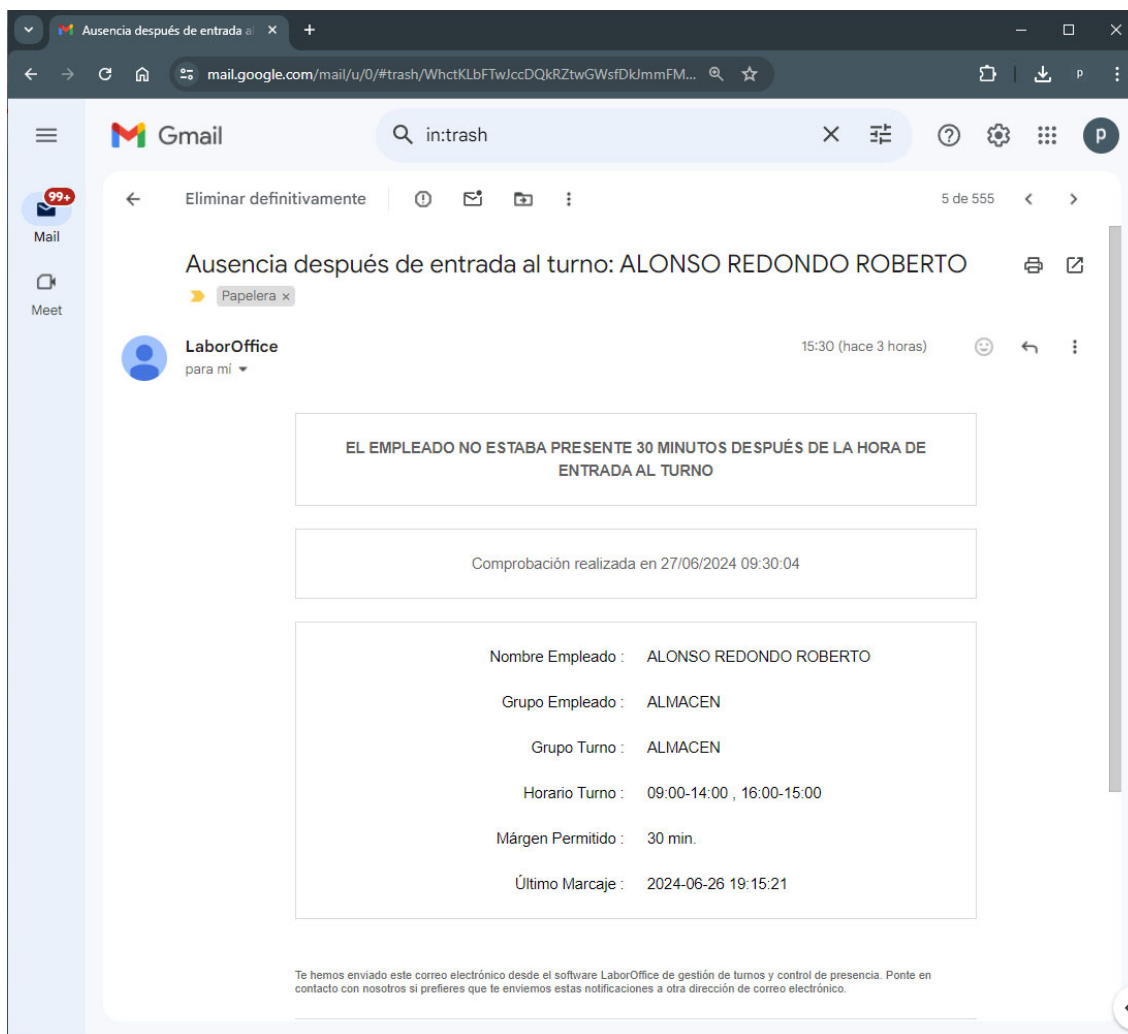 Ausencia después de entrada al
mail.google.com/mail/u/0/#trash/WhctKLbFTwJccDQkRZtwGWsfDkJmmFM...
p
Gmail
in:trash
p
99+
Mail
Meet
Eliminar definitivamente
5 de 555
Ausencia después de entrada al turno: ALONSO REDONDO ROBERTO
Papelera ×
LaborOffice
15:30 (hace 3 horas)
para mí
EL EMPLEADO NO ESTABA PRESENTE 30 MINUTOS DESPUÉS DE LA HORA DE
ENTRADA AL TURNO
Comprobación realizada en 27/06/2024 09:30:04
Nombre Empleado : ALONSO REDONDO ROBERTO
Grupo Empleado : ALMACEN
Grupo Turno : ALMACEN
Horario Turno : 09:00-14:00 , 16:00-15:00
Márgen Permitido : 30 min.
Último Marcaje : 2024-06-26 19:15:21
Te hemos enviado este correo electrónico desde el software LaborOffice de gestión de turnos y control de presencia. Ponte en
contacto con nosotros si prefieres que te enviemos estas notificaciones a otra dirección de correo electrónico.